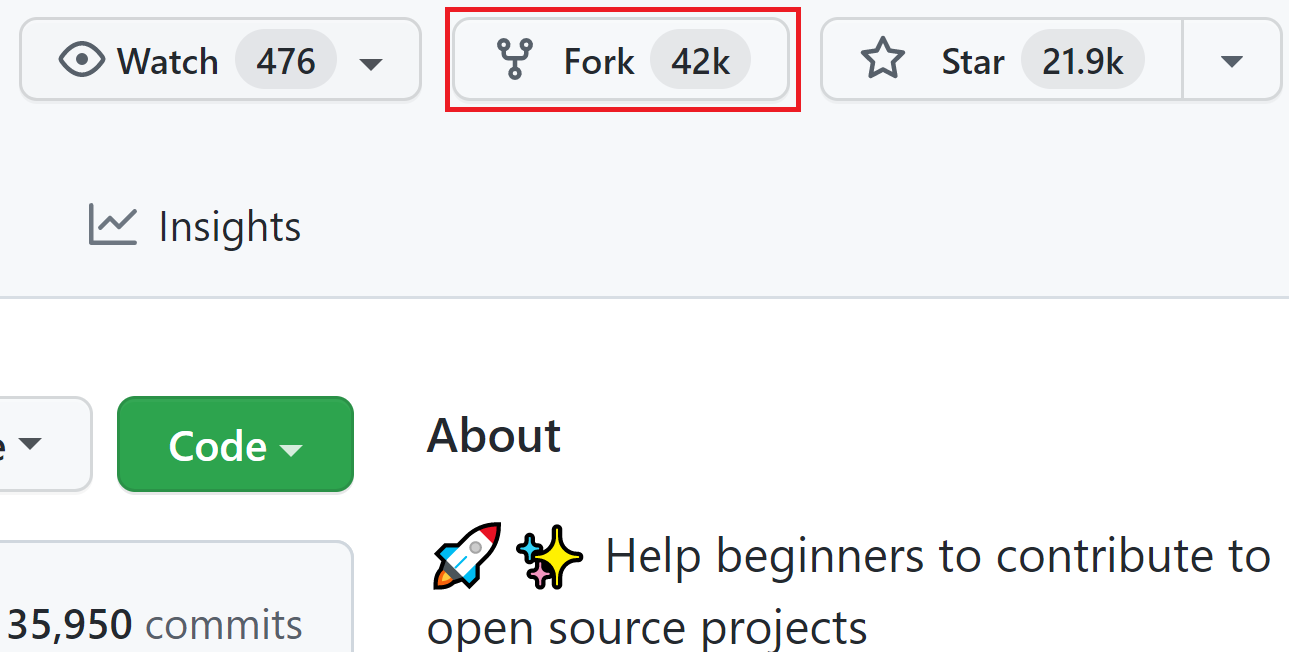 Watch 476 Fork 42k Star 21.9k
Insights
Code
About
🚀✨ Help beginners to contribute to
open source projects
35,950 commits